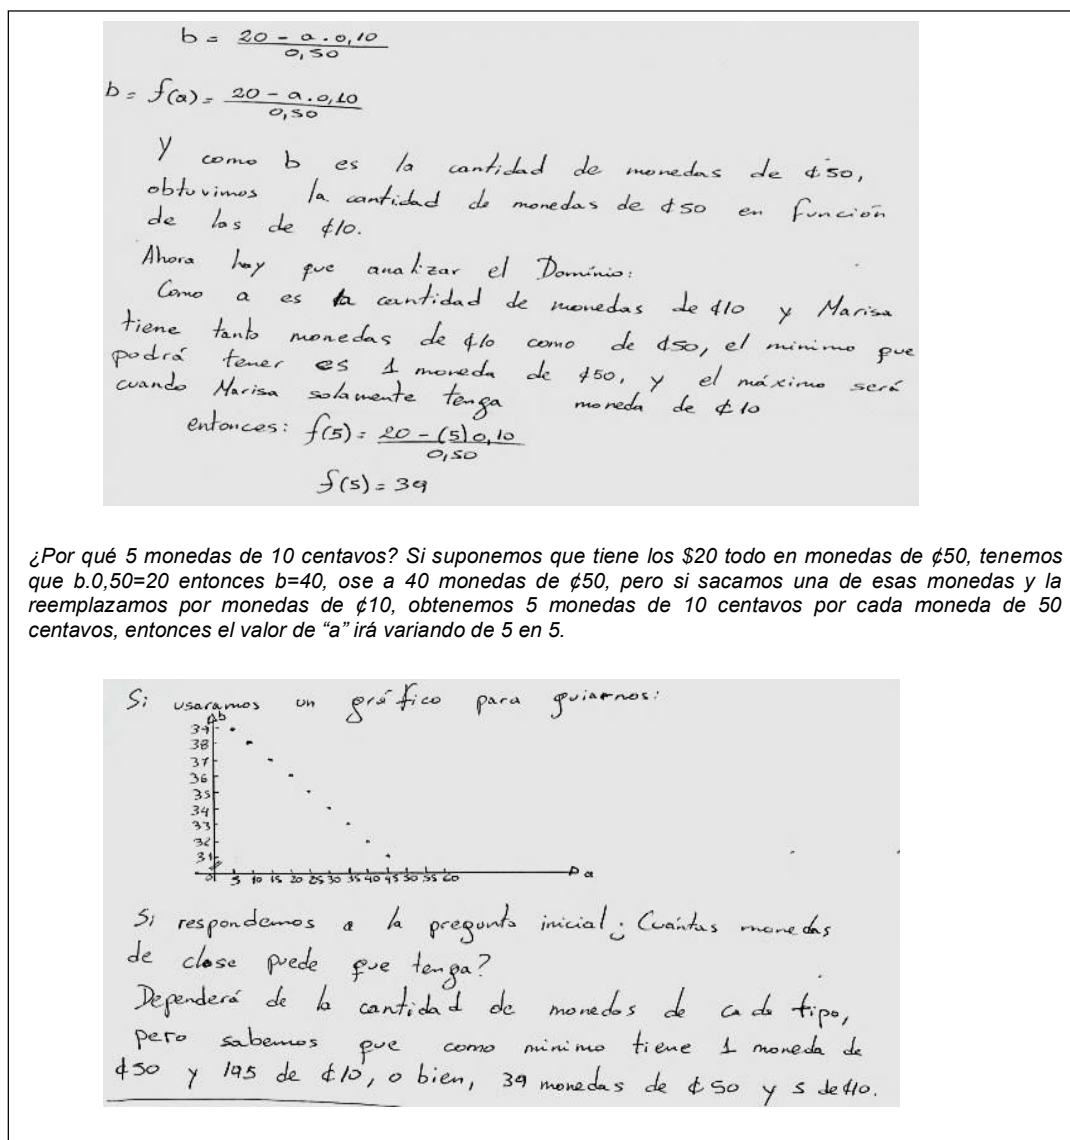 b = 20 - a . 0,10 / 0,50
b = f(a) = 20 - a . 0,10 / 0,50
Y como b es la cantidad de monedas de ¢50,
obtuvimos la cantidad de monedas de ¢50 en función
de las de ¢10.
Ahora hay que analizar el Dominio:
Como a es la cantidad de monedas de ¢10 y Marisa
tiene tanto monedas de ¢10 como de ¢50, el minimo que
podrá tener es 1 moneda de ¢50, y el máximo será
cuando Marisa solamente tenga moneda de ¢10
entonces: f(5) = 20 - (5) 0,10 / 0,50
f(5) = 39
¿Por qué 5 monedas de 10 centavos? Si suponemos que tiene los $20 todo en monedas de ¢50, tenemos
que b.0,50=20 entonces b=40, ose a 40 monedas de ¢50, pero si sacamos una de esas monedas y la
reemplazamos por monedas de ¢10, obtenemos 5 monedas de 10 centavos por cada moneda de 50
centavos, entonces el valor de “a” irá variando de 5 en 5.
Si usaramos un gráfico para guiarnos:
b
39
38
37
36
35
34
33
32
31
0 5 10 15 20 25 30 35 40 45 50 55 60 a
Si respondemos a la pregunta inicial ¿Cuántas monedas
de clase puede que tenga?
Dependerá de la cantidad de monedas de cada tipo,
pero sabemos que como minimo tiene 1 moneda de
¢50 y 195 de ¢10, o bien, 39 monedas de ¢50 y 5 de ¢10.